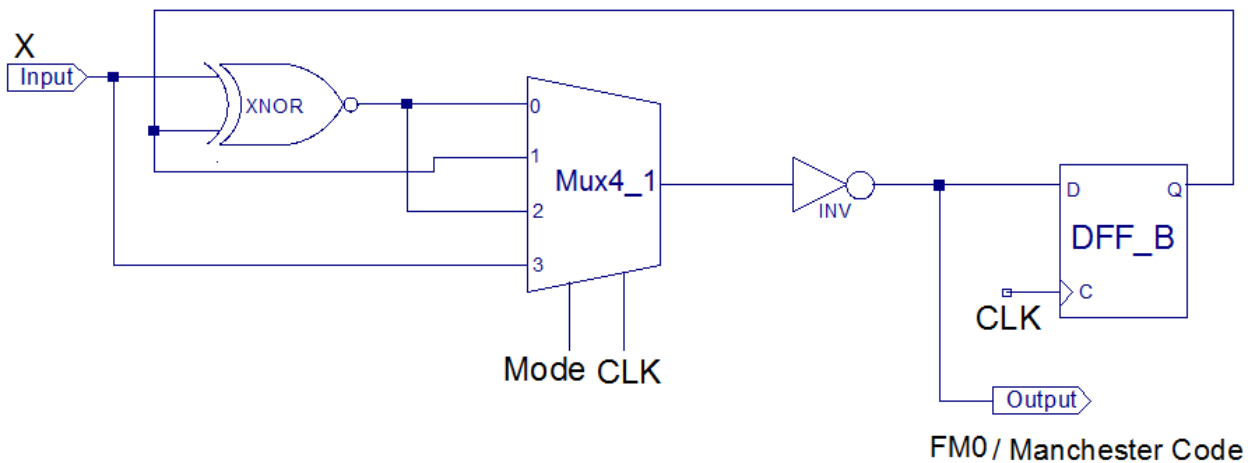 X
Input
XNOR
0
1
2
3
Mux4_1
Mode CLK
INV
D
Q
DFF_B
C
CLK
Output
FM0 / Manchester Code